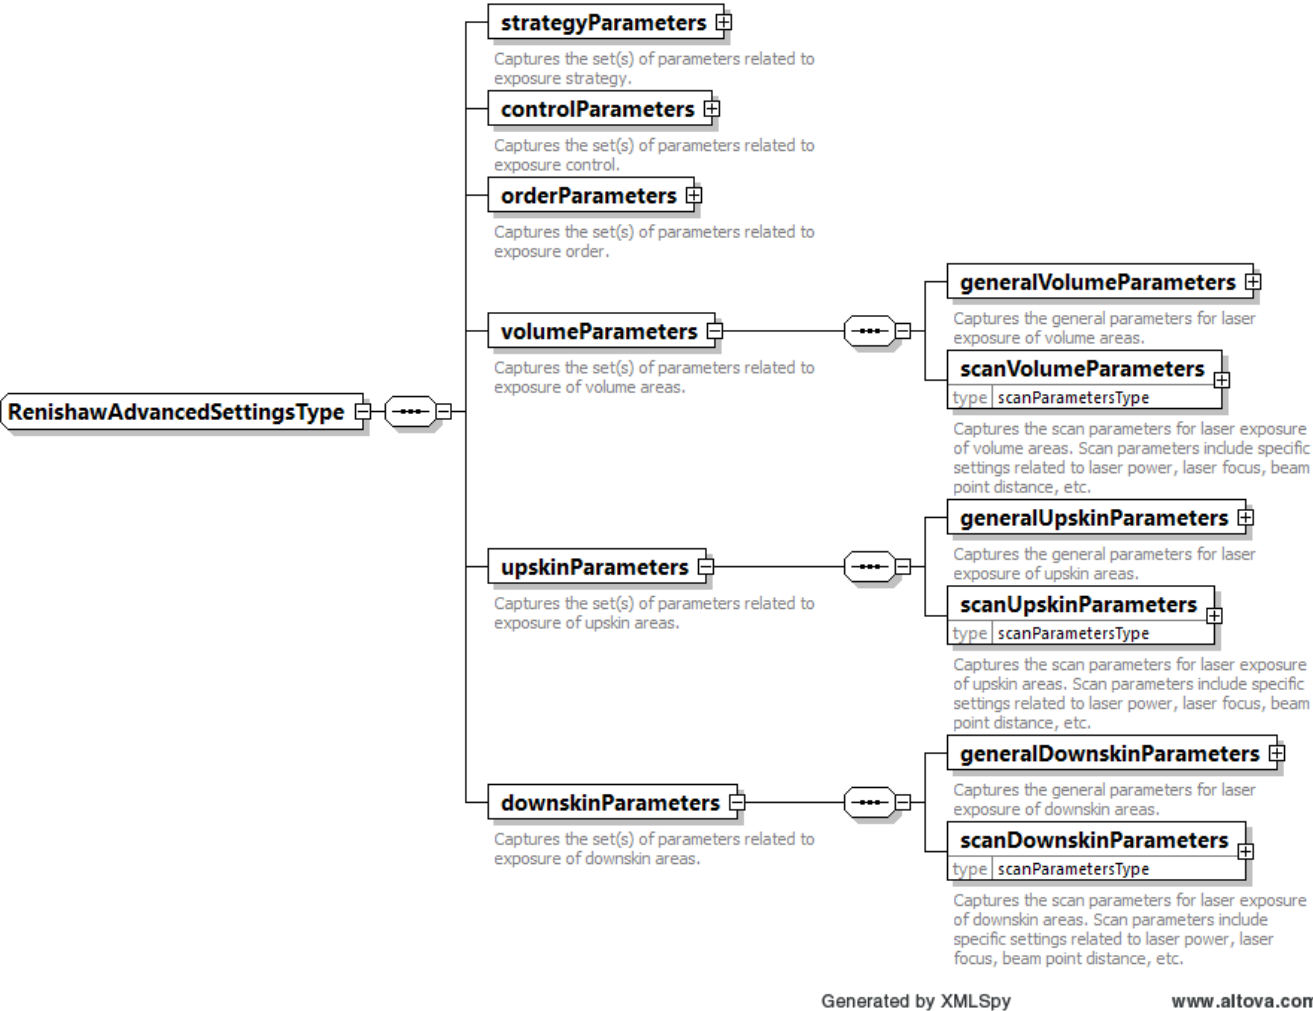 strategyParameters
Captures the set(s) of parameters related to
exposure strategy.
controlParameters
Captures the set(s) of parameters related to
exposure control.
orderParameters
Captures the set(s) of parameters related to
exposure order.
volumeParameters
Captures the set(s) of parameters related to
exposure of volume areas.
generalVolumeParameters
Captures the general parameters for laser
exposure of volume areas.
scanVolumeParameters
type scanParametersType
Captures the scan parameters for laser exposure
of volume areas. Scan parameters include specific
settings related to laser power, laser focus, beam
point distance, etc.
RenishawAdvancedSettingsType
upskinParameters
Captures the set(s) of parameters related to
exposure of upskin areas.
generalUpskinParameters
Captures the general parameters for laser
exposure of upskin areas.
scanUpskinParameters
type scanParametersType
Captures the scan parameters for laser exposure
of upskin areas. Scan parameters include specific
settings related to laser power, laser focus, beam
point distance, etc.
downskinParameters
Captures the set(s) of parameters related to
exposure of downskin areas.
generalDownskinParameters
Captures the general parameters for laser
exposure of downskin areas.
scanDownskinParameters
type scanParametersType
Captures the scan parameters for laser exposure
of downskin areas. Scan parameters include
specific settings related to laser power, laser
focus, beam point distance, etc.
Generated by XMLSpy
www.altova.com